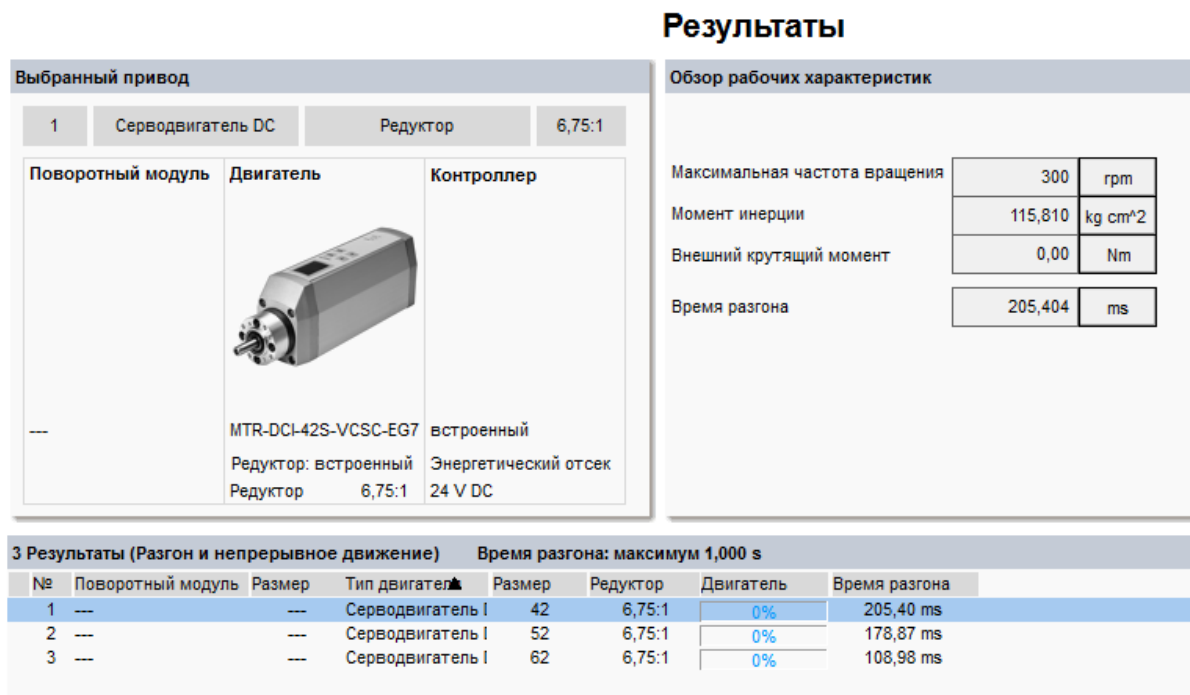 Результаты
Выбранный привод
1 Серводвигатель DC Редуктор 6,75:1
Поворотный модуль Двигатель Контроллер
--- MTR-DCI-42S-VCSC-EG7 встроенный
Редуктор: встроенный Энергетический отсек
Редуктор 6,75:1 24 V DC
Обзор рабочих характеристик
Максимальная частота вращения 300 rpm
Момент инерции 115,810 kg cm^2
Внешний крутящий момент 0,00 Nm
Время разгона 205,404 ms
3 Результаты (Разгон и непрерывное движение) Время разгона: максимум 1,000 s
№ Поворотный модуль Размер Тип двигателя Размер Редуктор Двигатель Время разгона
1 --- --- Серводвигатель 42 6,75:1 0% 205,40 ms
2 --- --- Серводвигатель 52 6,75:1 0% 178,87 ms
3 --- --- Серводвигатель 62 6,75:1 0% 108,98 ms